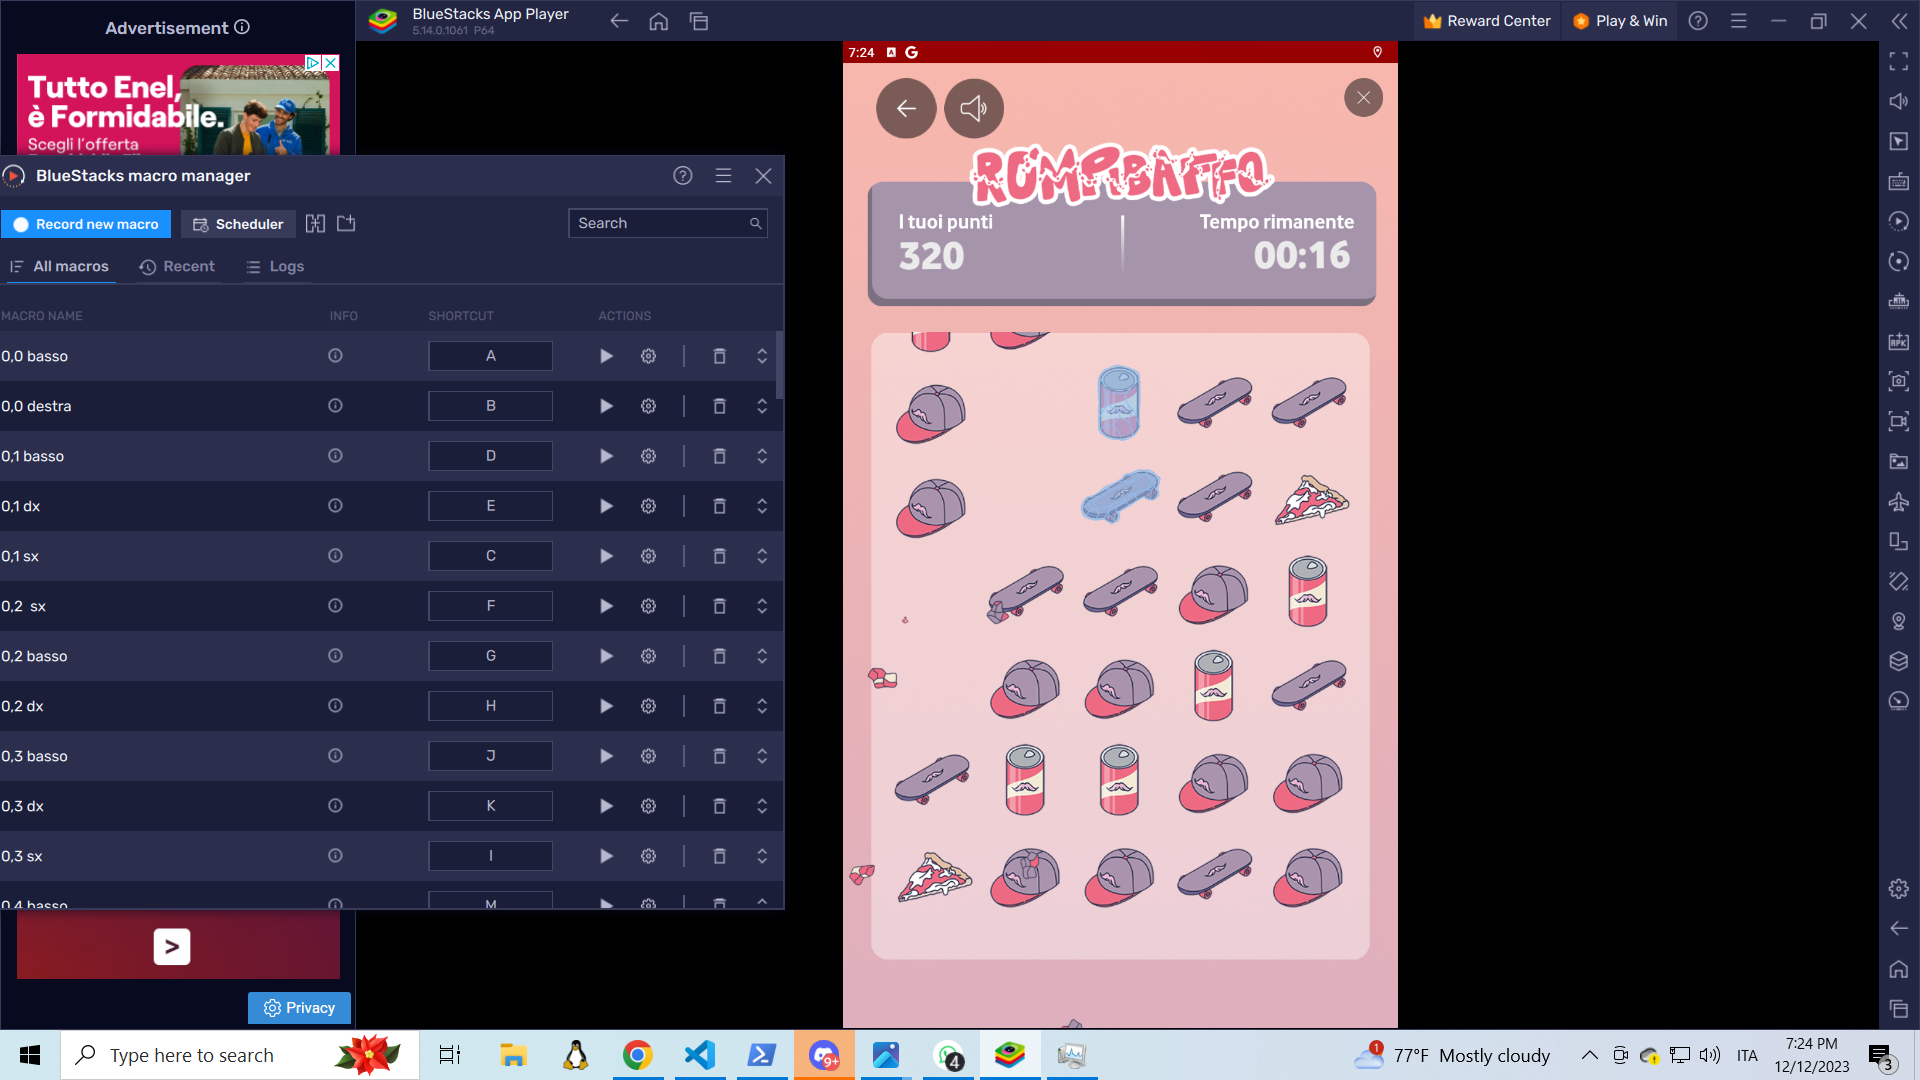 Advertisement
Tutto Enel,
è Formidabile.
Scegli l'offerta
BlueStacks App Player
5.14.0.1061 P64
Reward Center
Play & Win
BlueStacks macro manager
Record new macro
Scheduler
Search
All macros
Recent
Logs
MACRO NAME INFO SHORTCUT ACTIONS
0,0 basso A
0,0 destra B
0,1 basso D
0,1 dx E
0,1 sx C
0,2 sx F
0,2 basso G
0,2 dx H
0,3 basso J
0,3 dx K
0,3 sx I
0,4 basso M
>
Privacy
7:24
ROMPIBAFFO
I tuoi punti
320
Tempo rimanente
00:16
Type here to search
9+
4
1
77°F Mostly cloudy
ITA
7:24 PM
12/12/2023
3